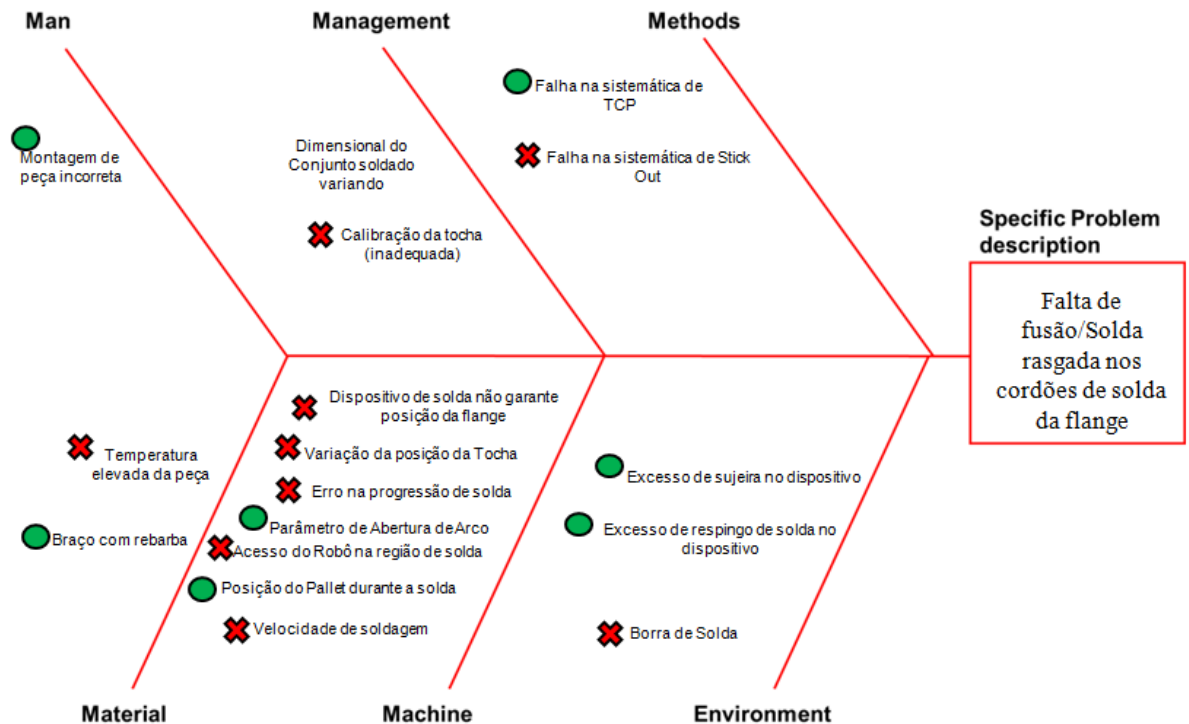 Man
Management
Methods
Falha na sistemática de
TCP
Montagem de
peça incorreta
Dimensional do
Conjunto soldado
variando
Falha na sistemática de Stick
Out
Calibração da tocha
(inadequada)
Specific Problem
description
Falta de
fusão/Solda
rasgada nos
cordões de solda
da flange
Dispositivo de solda não garante
posição da flange
Temperatura
elevada da peça
Variação da posição da Tocha
Erro na progressão de solda
Excesso de sujeira no dispositivo
Braço com rebarba
Parâmetro de Abertura de Arco
Acesso do Robô na região de solda
Excesso de respingo de solda no
dispositivo
Posição do Pallet durante a solda
Velocidade de soldagem
Borra de Solda
Material
Machine
Environment